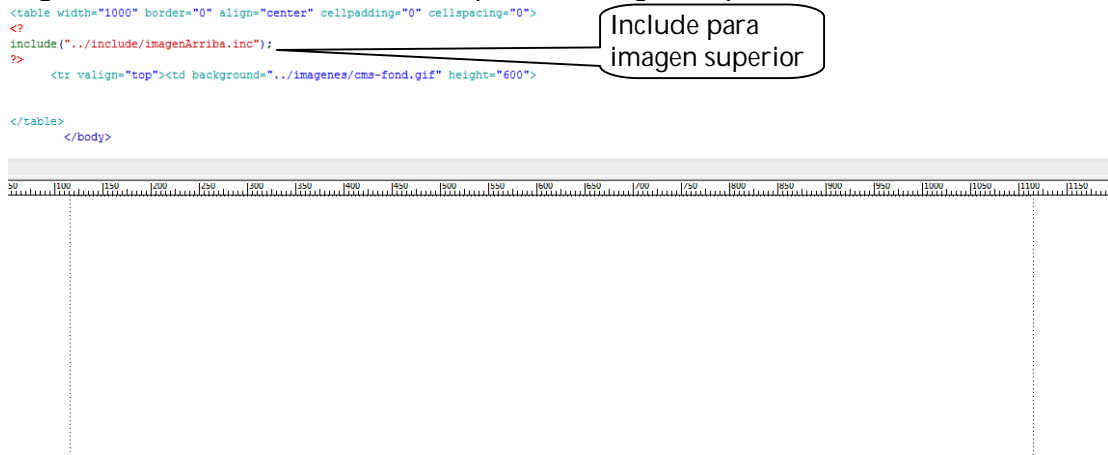 <table width="1000" border="0" align="center" cellpadding="0" cellspacing="0">
<?
include("../include/imagenArriba.inc");
?>
<tr valign="top"><td background="../imagenes/cms-fond.gif" height="600">
</table>
</body>
Include para
imagen superior
50 100 150 200 250 300 350 400 450 500 550 600 650 700 750 800 850 900 950 1000 1050 1100 1150